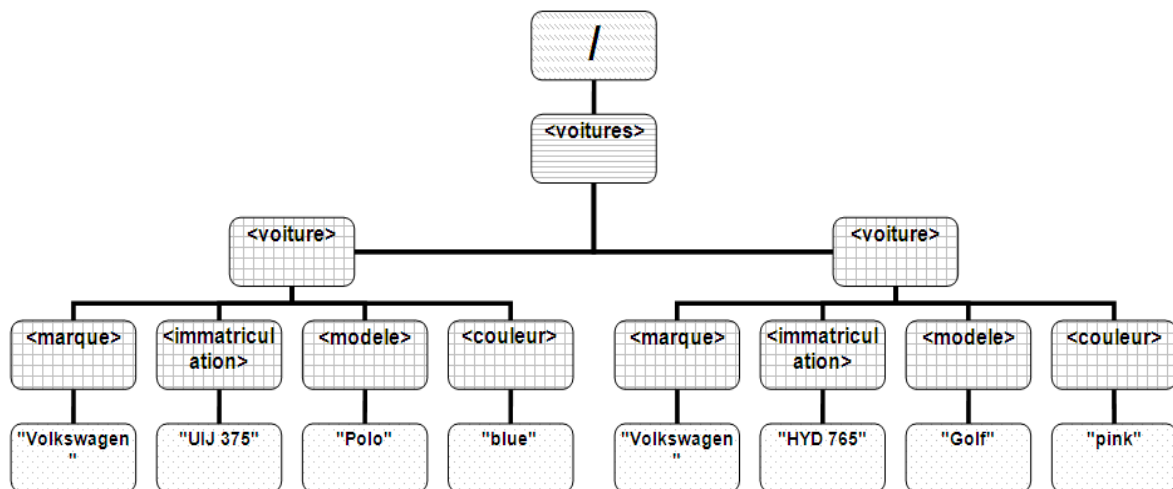 /
<voitures>
<voiture>
<voiture>
<marque>
<immatricul
ation>
<modele>
<couleur>
<marque>
<immatricul
ation>
<modele>
<couleur>
"Volkswagen
"
"UIJ 375"
"Polo"
"blue"
"Volkswagen
"
"HYD 765"
"Golf"
"pink"